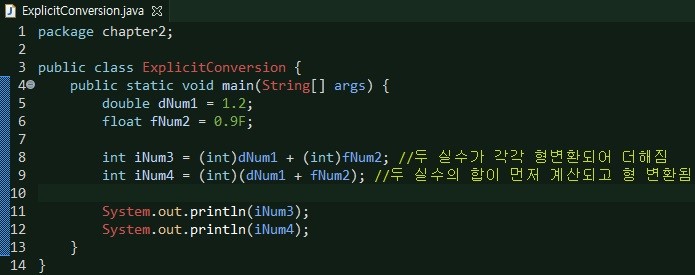 ExplicitConversion.java
1 package chapter2;
2
3 public class ExplicitConversion {
4     public static void main(String[] args) {
5         double dNum1 = 1.2;
6         float fNum2 = 0.9F;
7
8         int iNum3 = (int)dNum1 + (int)fNum2; //두 실수가 각각 형변환되어 더해짐
9         int iNum4 = (int)(dNum1 + fNum2); //두 실수의 합이 먼저 계산되고 형 변환됨
10
11         System.out.println(iNum3);
12         System.out.println(iNum4);
13     }
14 }